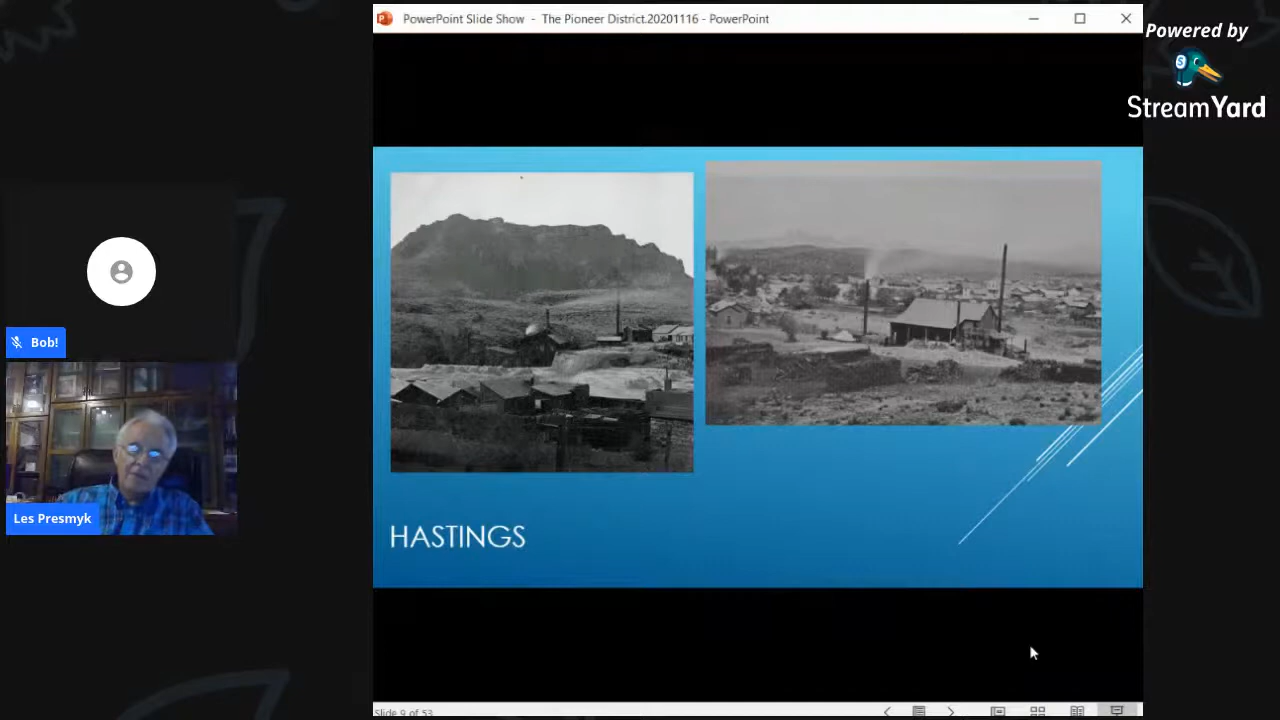 PowerPoint Slide Show - The Pioneer District.20201116 - PowerPoint
Powered by
S
StreamYard
Bob!
Les Presmyk
HASTINGS
Slide 9 of 53